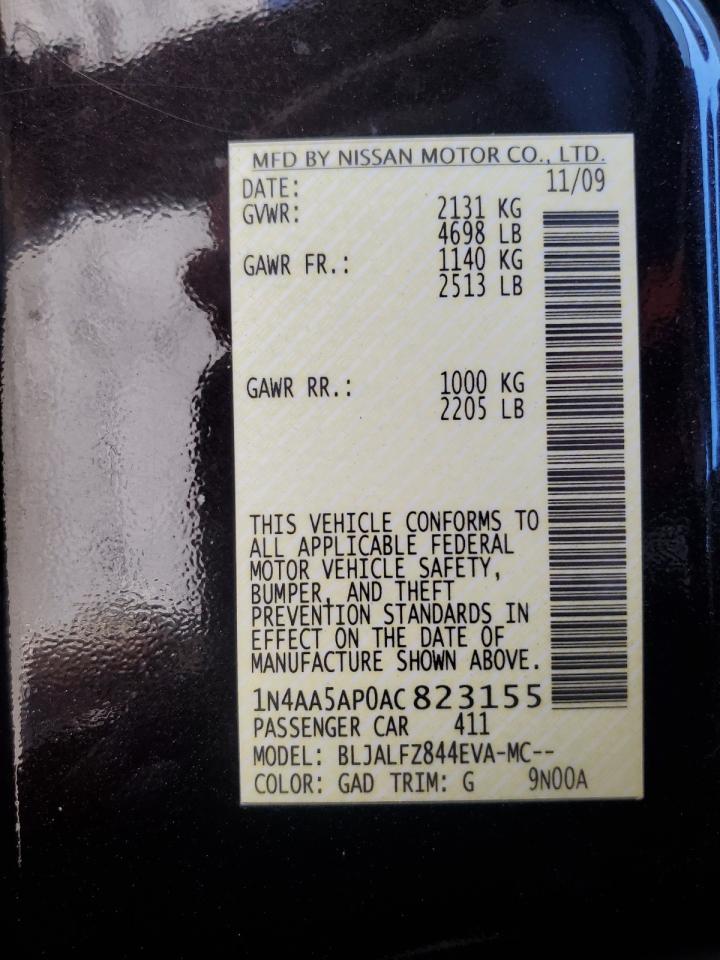 MFD BY NISSAN MOTOR CO., LTD.
DATE: 11/09
GVWR: 2131 KG
4698 LB
GAWR FR.: 1140 KG
2513 LB
GAWR RR.: 1000 KG
2205 LB
THIS VEHICLE CONFORMS TO
ALL APPLICABLE FEDERAL
MOTOR VEHICLE SAFETY,
BUMPER, AND THEFT
PREVENTION STANDARDS IN
EFFECT ON THE DATE OF
MANUFACTURE SHOWN ABOVE.
1N4AA5AP0AC823155
PASSENGER CAR 411
MODEL: BLJALFZ844EVA-MC--
COLOR: GAD TRIM: G 9N00A